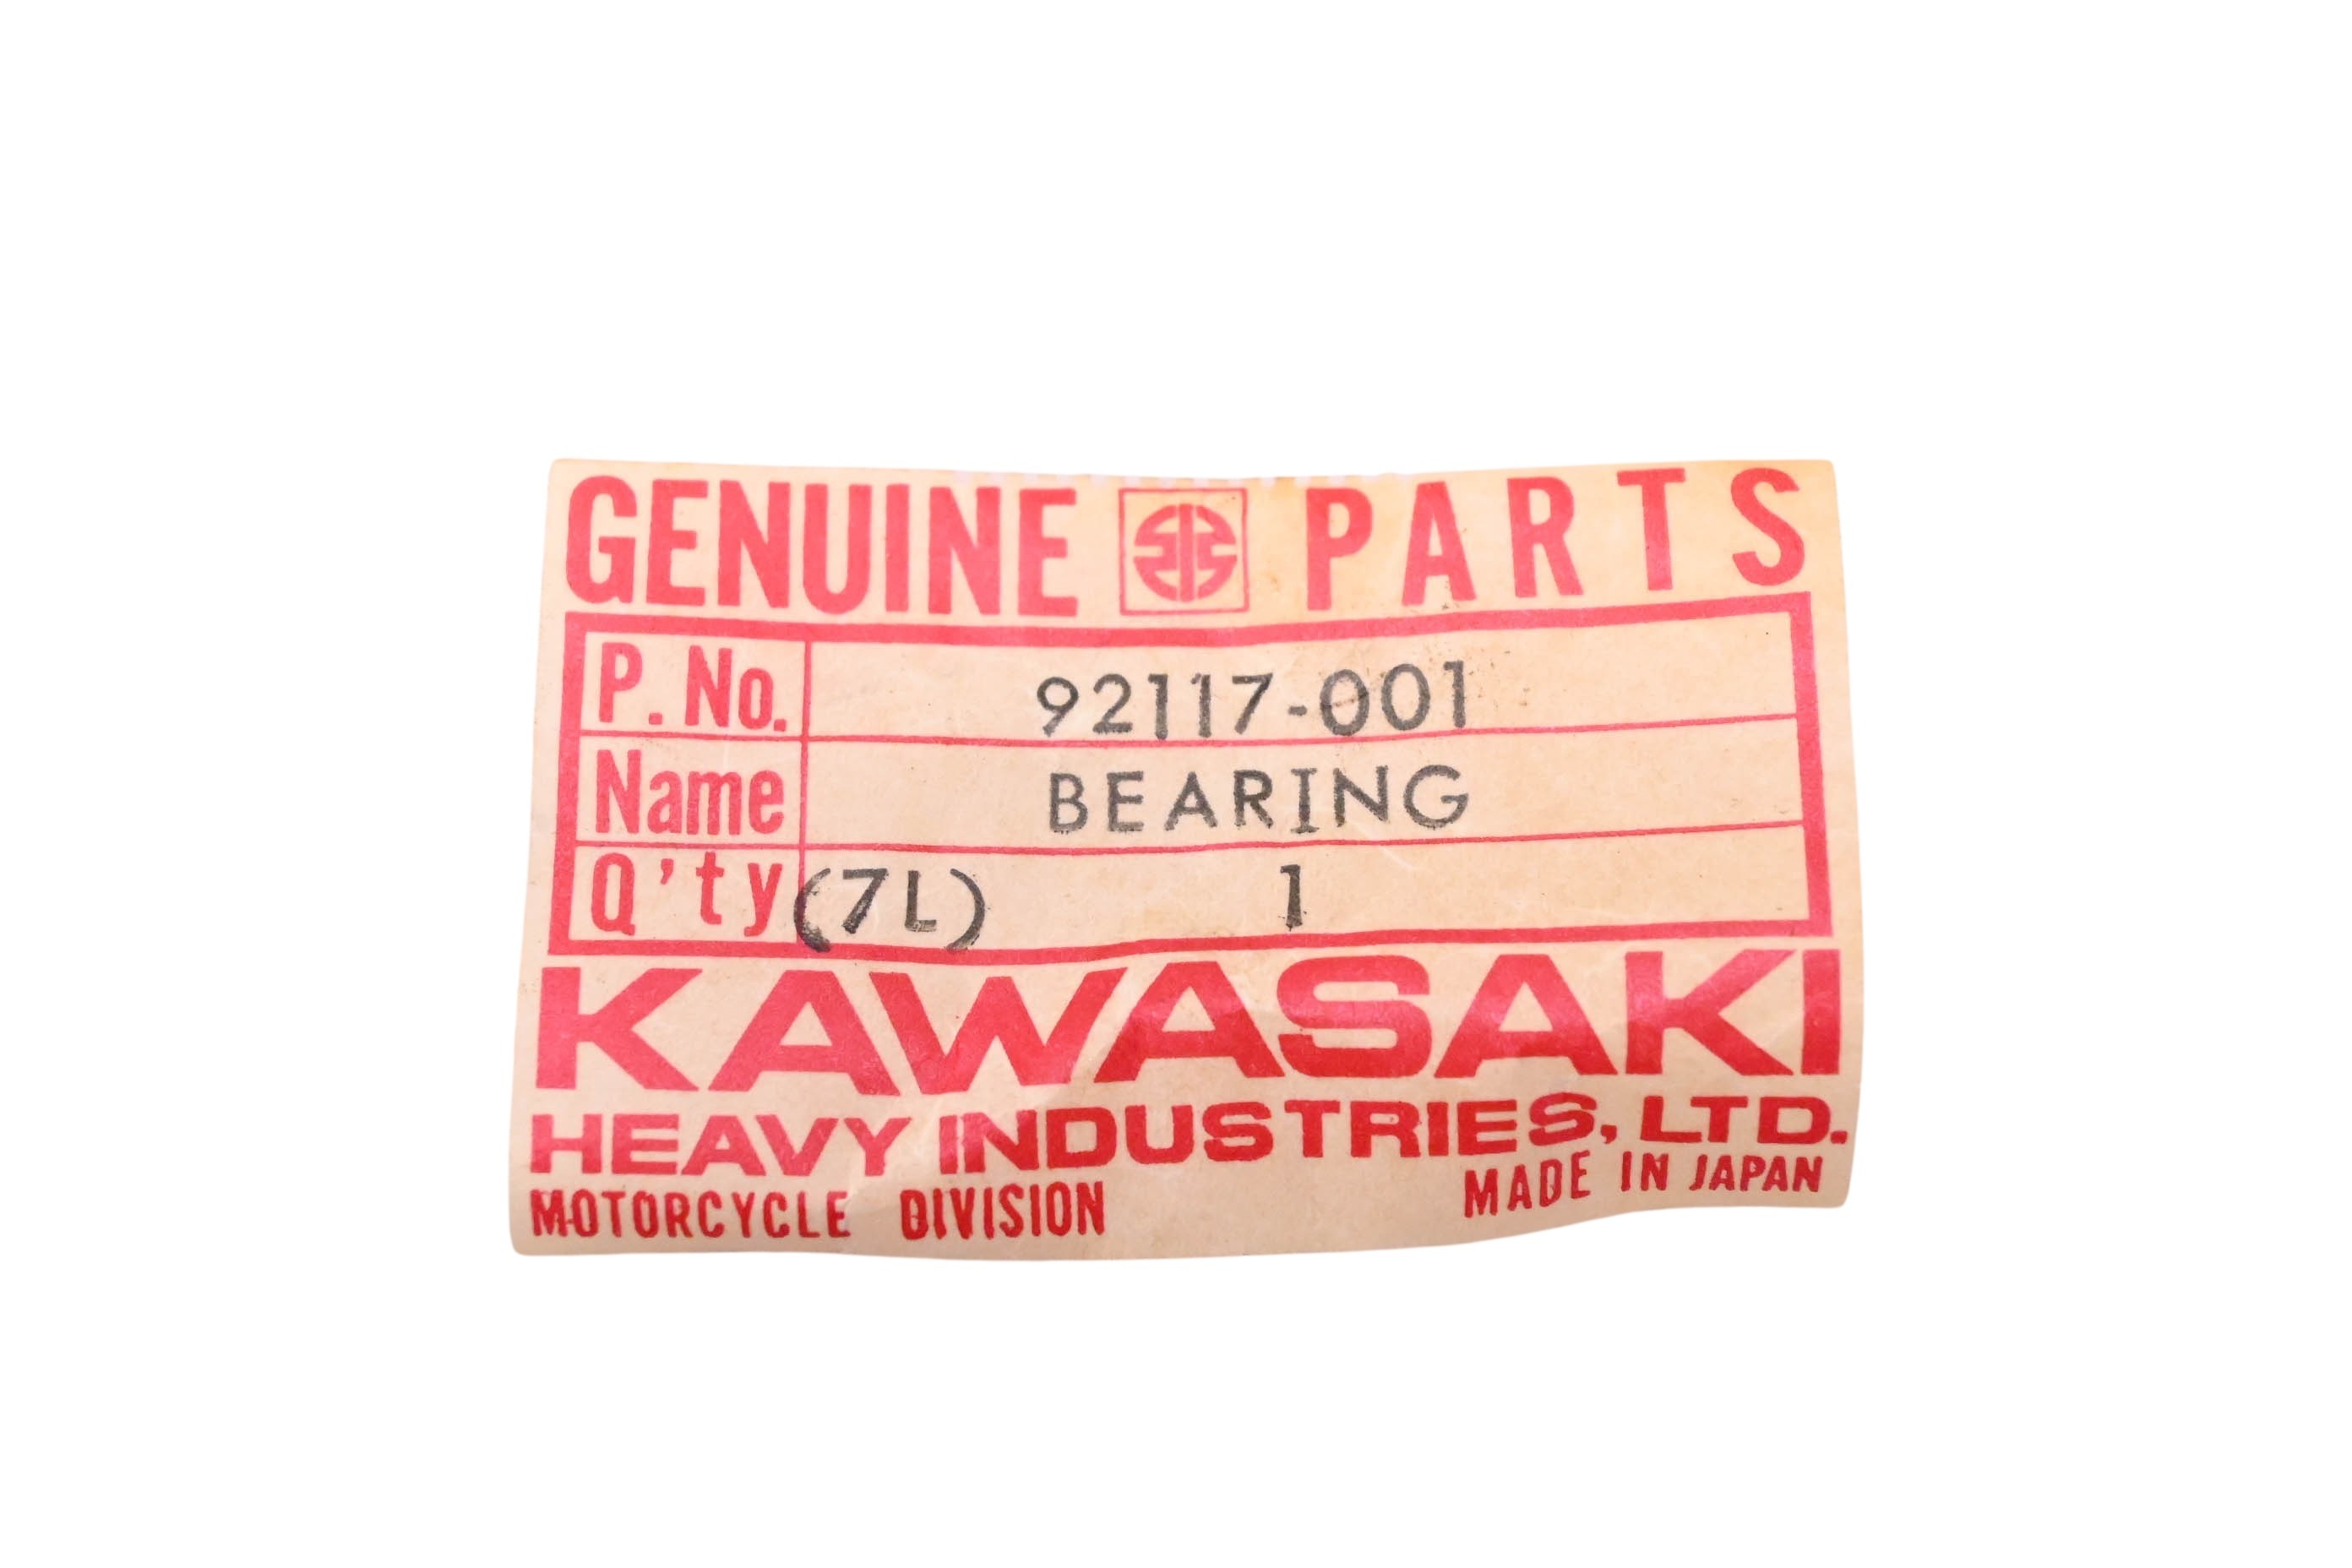 GENUINE PARTS
P. No. 92117-001
Name BEARING
Q'ty (7L) 1
KAWASAKI
HEAVY INDUSTRIES, LTD.
MOTORCYCLE DIVISION MADE IN JAPAN